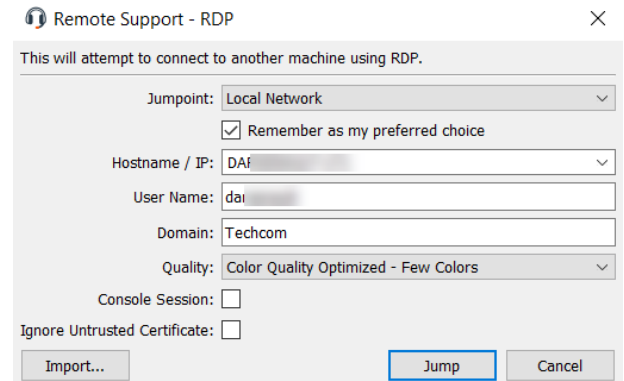 Remote Support - RDP
This will attempt to connect to another machine using RDP.
Jumpoint: Local Network
Remember as my preferred choice
Hostname / IP:
User Name:
Domain: Techcom
Quality: Color Quality Optimized - Few Colors
Console Session:
Ignore Untrusted Certificate:
Import... Jump Cancel